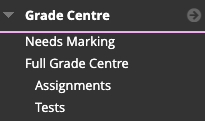 Grade Centre
Needs Marking
Full Grade Centre
Assignments
Tests